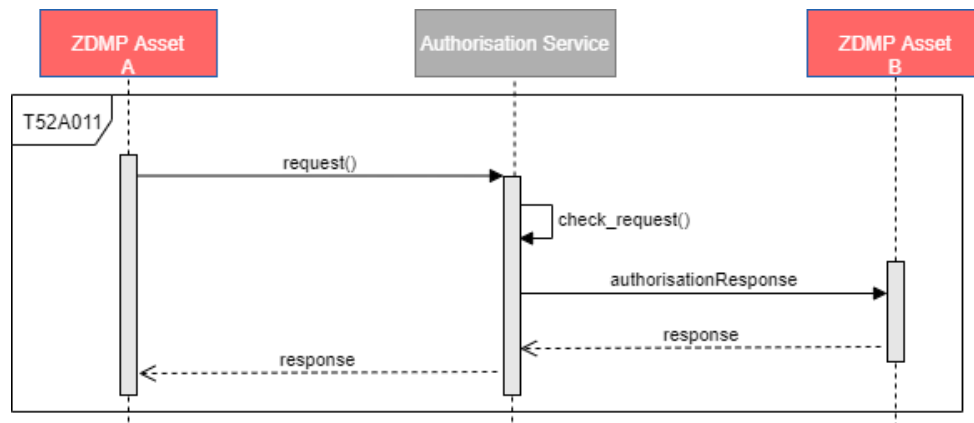 ZDMP Asset
A
Authorisation Service
ZDMP Asset
B
T52A011
request()
check_request()
authorisationResponse
response
response